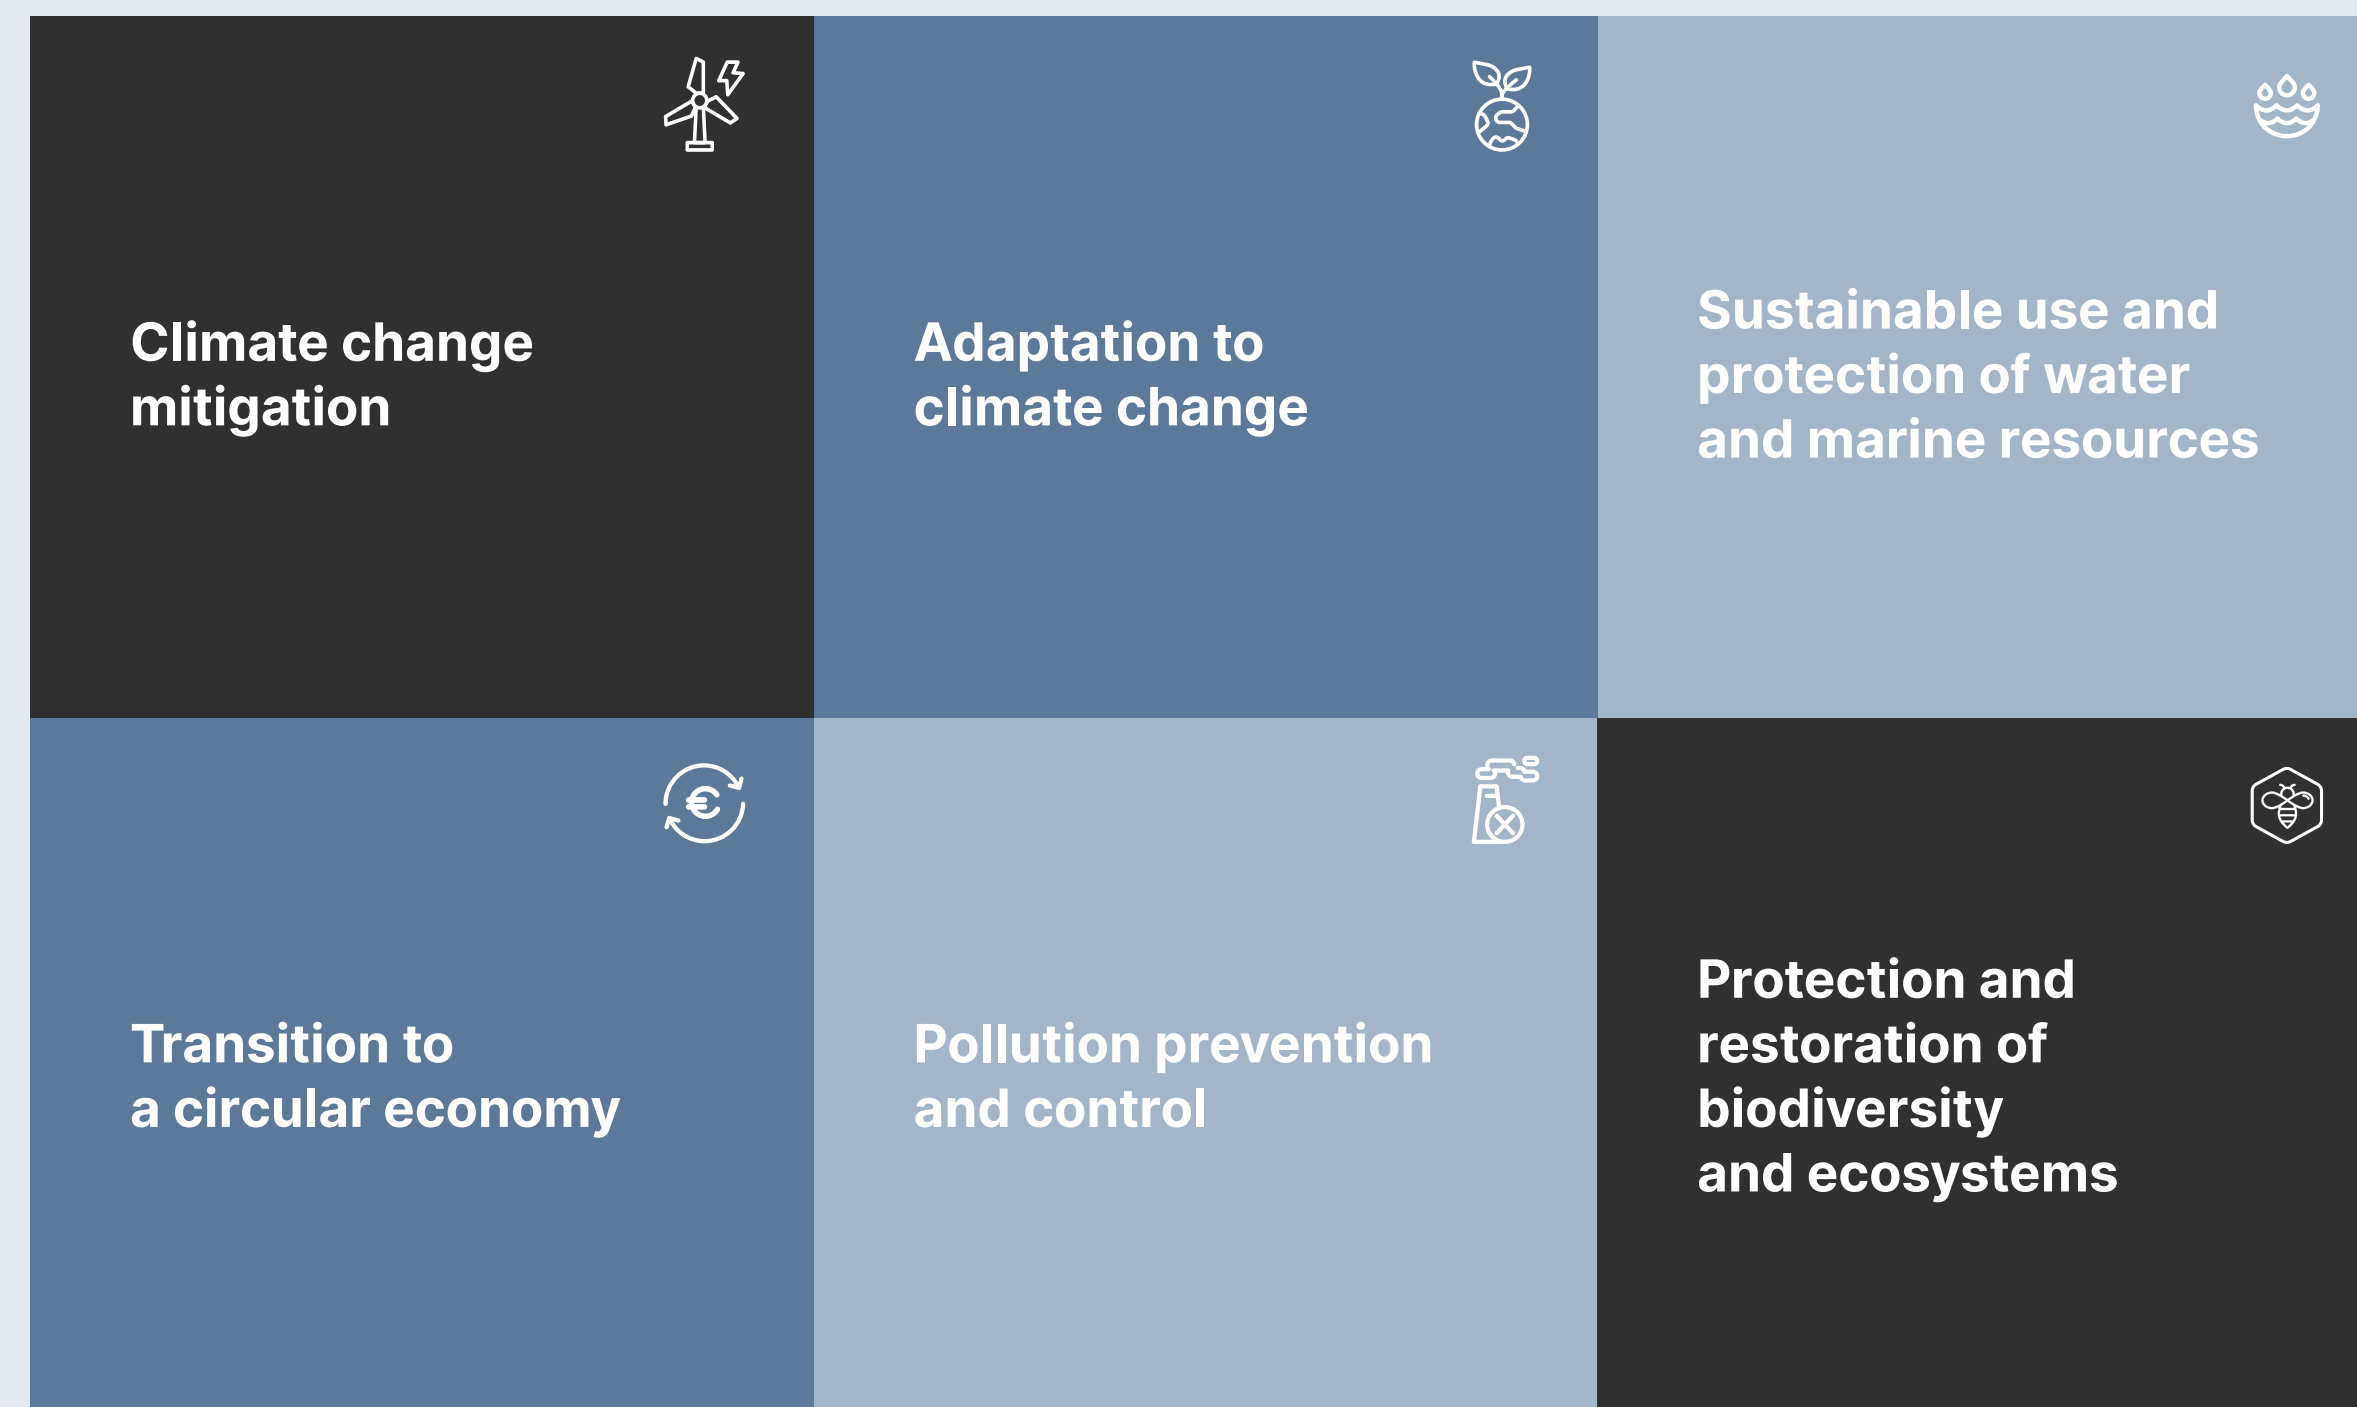 Climate change
mitigation
Adaptation to
climate change
Sustainable use and
protection of water
and marine resources
Transition to
a circular economy
Pollution prevention
and control
Protection and
restoration of
biodiversity
and ecosystems